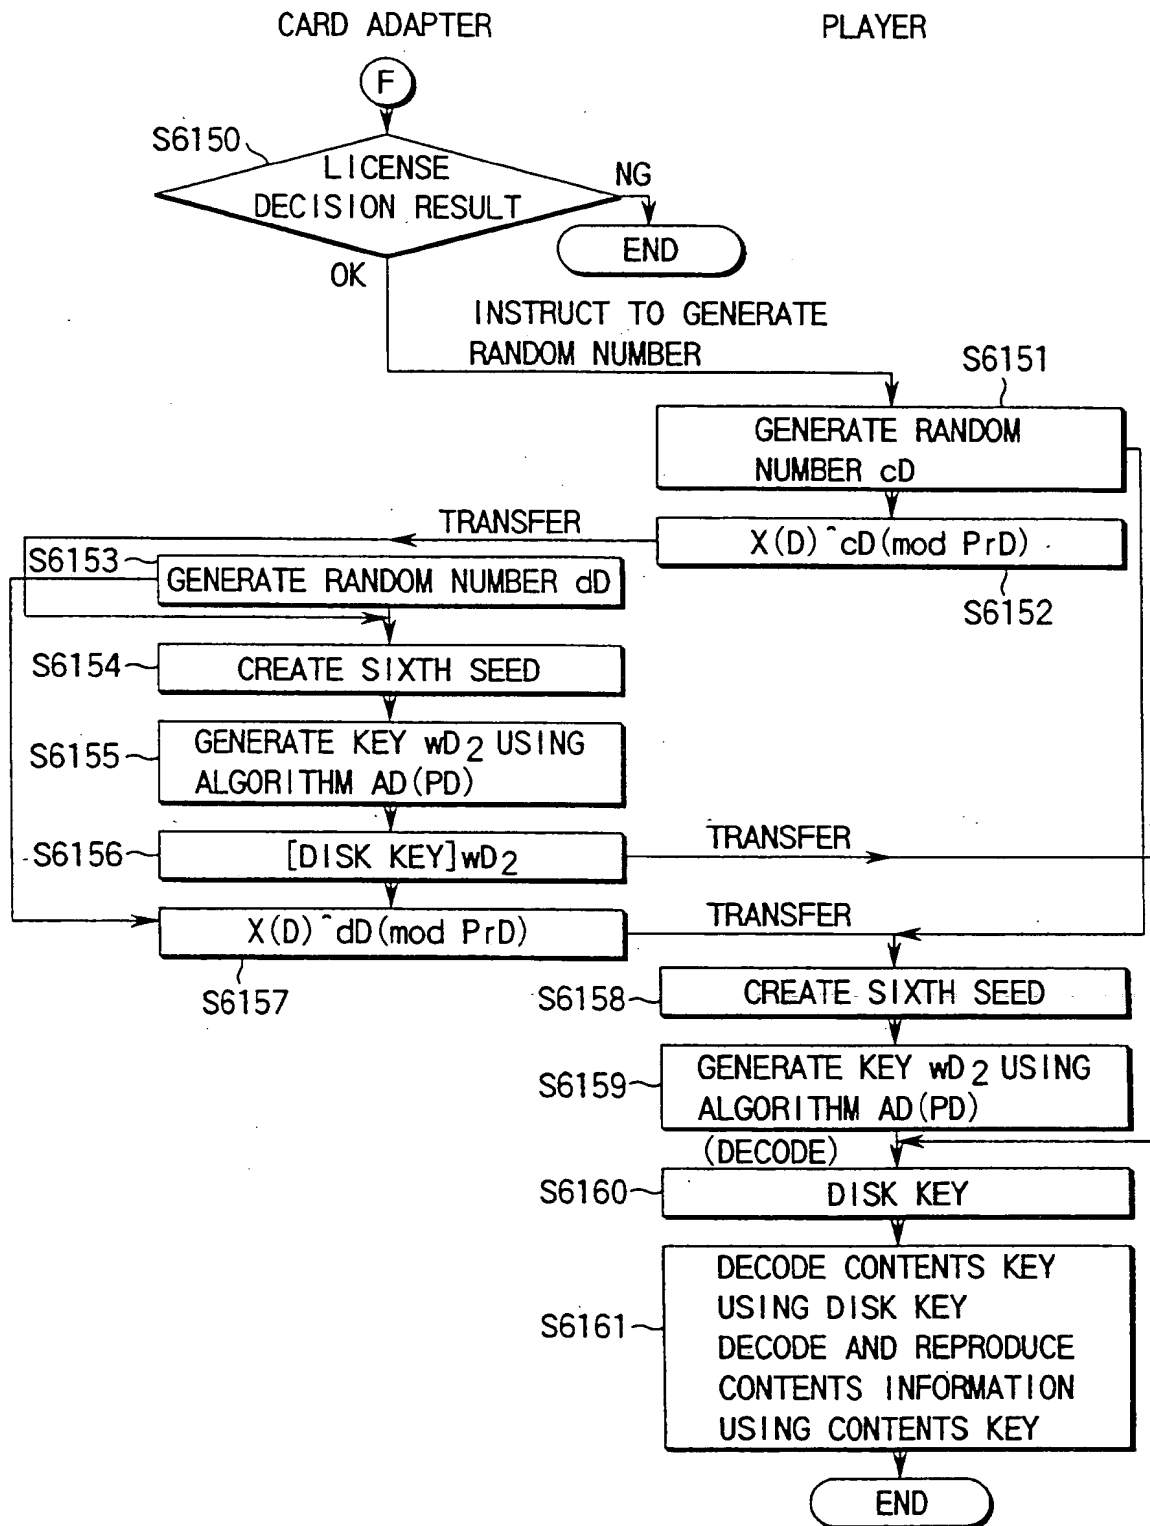 CARD ADAPTER
PLAYER
F
S6150
LICENSE
DECISION RESULT
NG
END
OK
INSTRUCT TO GENERATE
RANDOM NUMBER
S6151
GENERATE RANDOM
NUMBER cD
TRANSFER
X(D)^cD(mod PrD)
S6152
S6153
GENERATE RANDOM NUMBER dD
S6154
CREATE SIXTH SEED
S6155
GENERATE KEY wD2 USING
ALGORITHM AD(PD)
S6156
[DISK KEY]wD2
TRANSFER
X(D)^dD(mod PrD)
TRANSFER
S6157
S6158
CREATE SIXTH SEED
S6159
GENERATE KEY wD2 USING
ALGORITHM AD(PD)
(DECODE)
S6160
DISK KEY
S6161
DECODE CONTENTS KEY
USING DISK KEY
DECODE AND REPRODUCE
CONTENTS INFORMATION
USING CONTENTS KEY
END